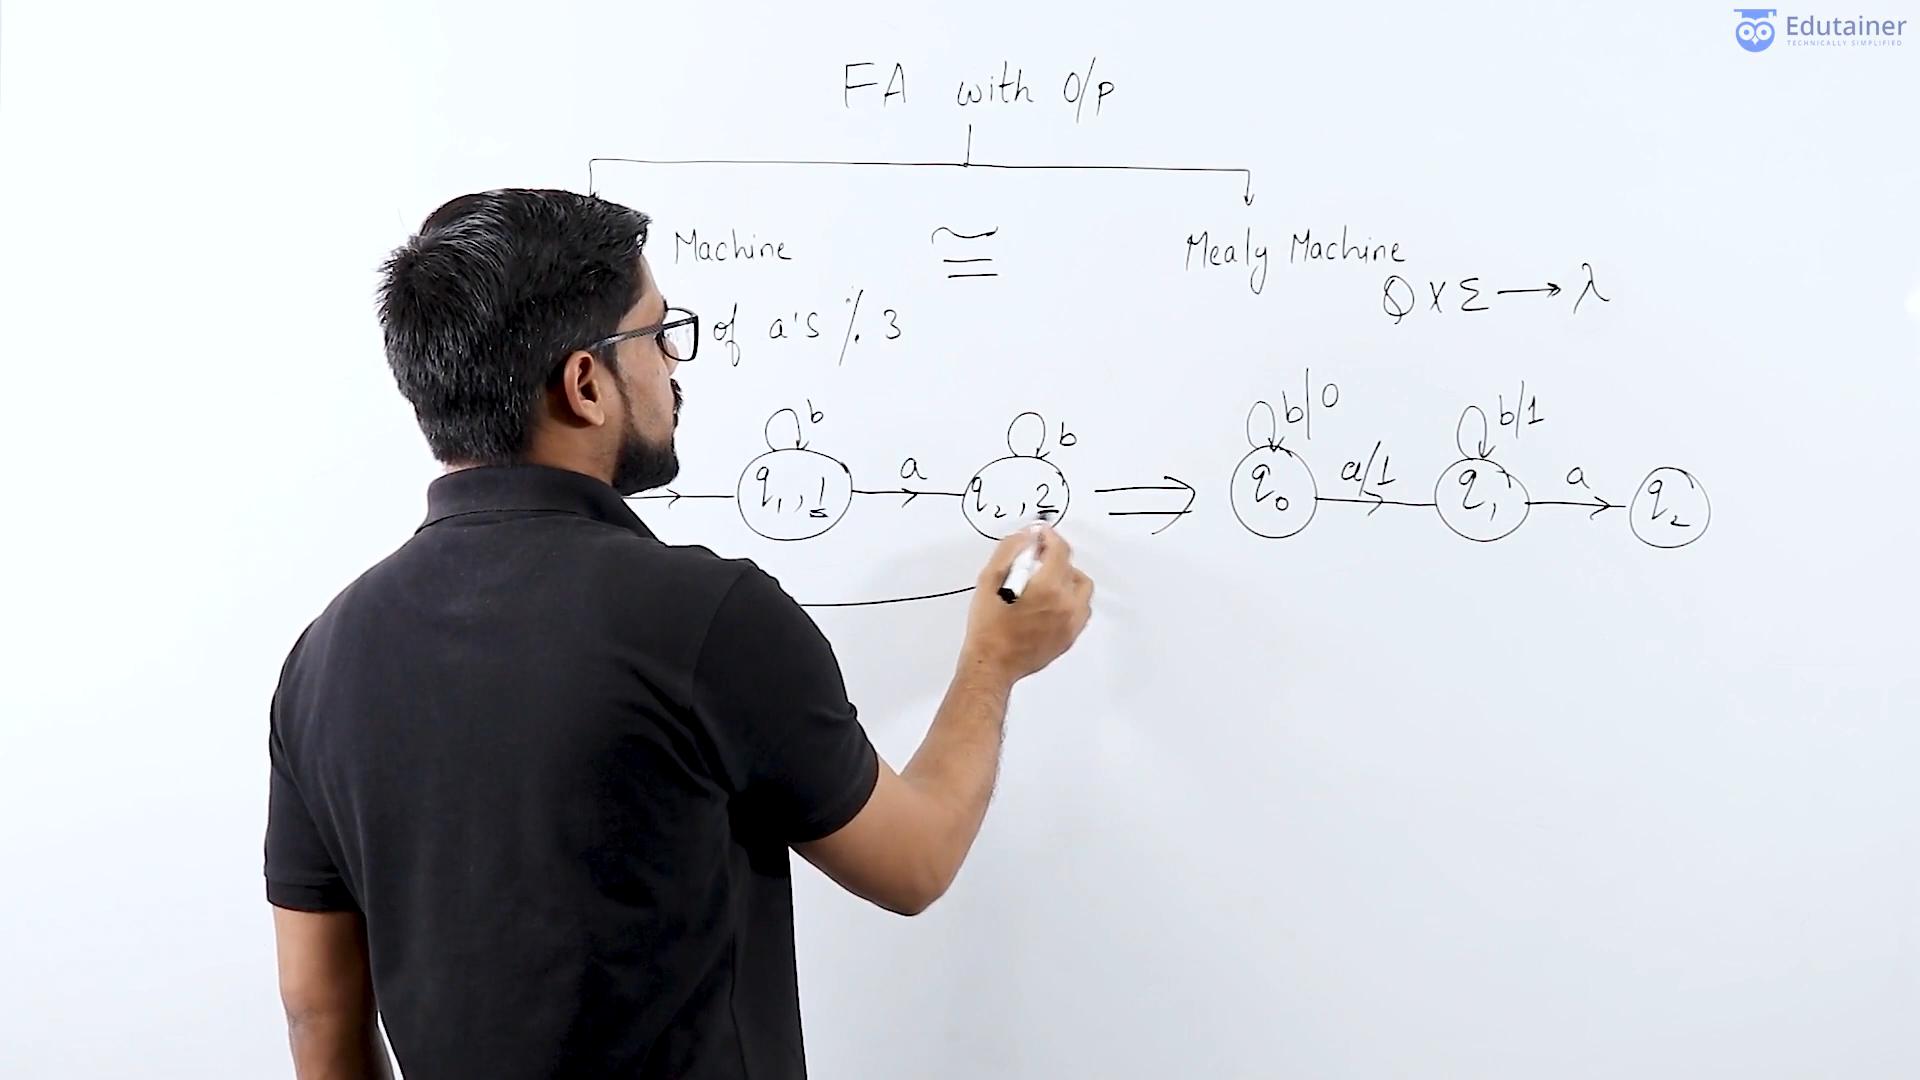 Edutainer
TECHNICALLY SIMPLIFIED
FA with O/P
Machine ≅ Mealy Machine
Q X Σ → λ
of a's % 3
b b b/0 b/1
q₁, 1 a q₂, 2 ⇒ q₀ a/1 q₁ a q₂